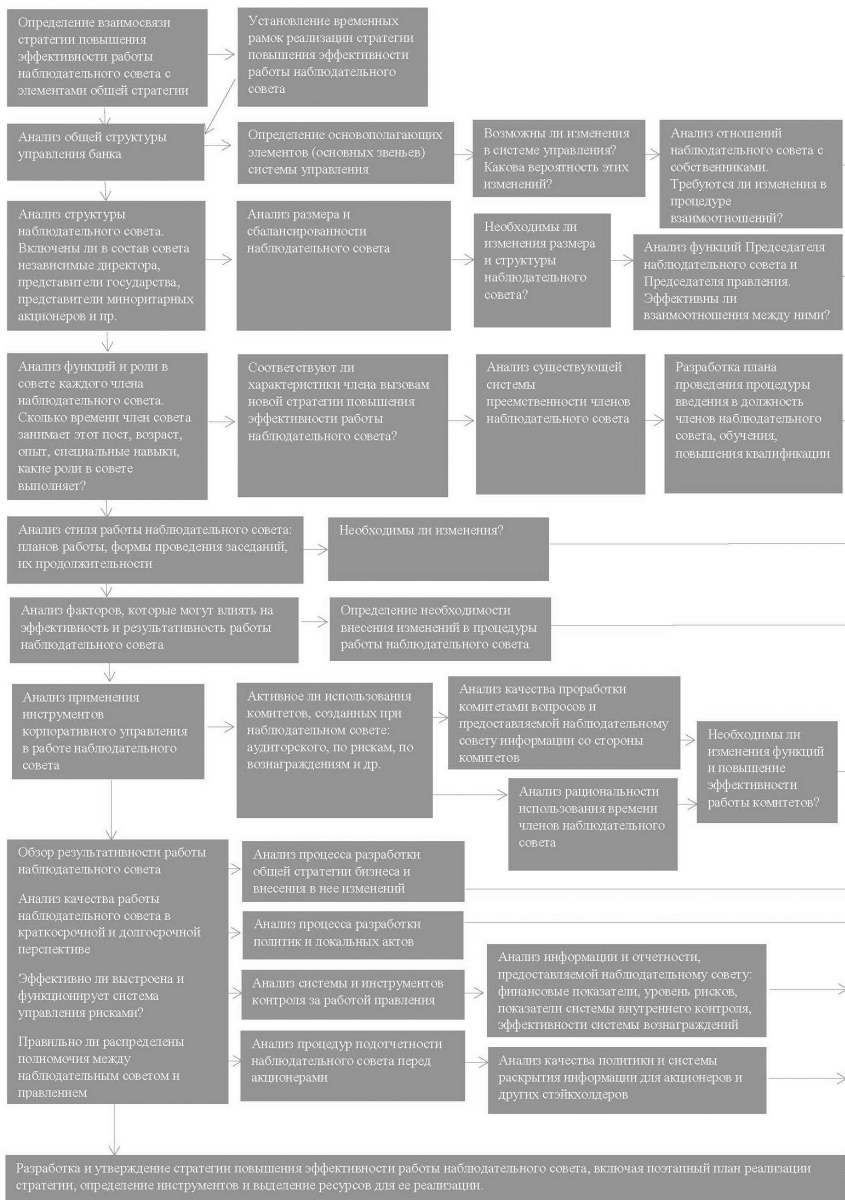 Определение взаимосвязи
стратегии повышения
эффективности работы
наблюдательного совета с
элементами общей стратегии
Установление временных
рамок реализации стратегии
повышения эффективности
работы наблюдательного
совета
Анализ общей структуры
управления банка
Определение основополагающих
элементов (основных звеньев)
системы управления
Возможны ли изменения
в системе управления?
Какова вероятность этих
изменений?
Анализ отношений
наблюдательного совета с
собственниками.
Требуются ли изменения в
процедуре
взаимоотношений?
Анализ структуры
наблюдательного совета.
Включены ли в состав совета
независимые директора,
представители государства,
представители миноритарных
акционеров и пр.
Анализ размера и
сбалансированности
наблюдательного совета
Необходимы ли
изменения размера
и структуры
наблюдательного
совета?
Анализ функций Председателя
наблюдательного совета и
Председателя правления.
Эффективны ли
взаимоотношения между ними?
Анализ функций и роли в
совете каждого члена
наблюдательного совета.
Сколько времени член совета
занимает этот пост, возраст,
опыт, специальные навыки,
какие роли в совете
выполняет?
Соответствуют ли
характеристики члена вызовам
новой стратегии повышения
эффективности работы
наблюдательного совета?
Анализ существующей
системы
преемственности членов
наблюдательного совета
Разработка плана
проведения процедуры
введения в должность
членов наблюдательного
совета, обучения,
повышения квалификации
Анализ стиля работы наблюдательного совета:
планов работы, формы проведения заседаний,
их продолжительности
Необходимы ли изменения?
Анализ факторов, которые могут влиять на
эффективность и результативность работы
наблюдательного совета
Определение необходимости
внесения изменений в процедуры
работы наблюдательного совета
Анализ применения
инструментов
корпоративного управления
в работе наблюдательного
совета
Активное ли использования
комитетов, созданных при
наблюдательном совете:
аудиторского, по рискам, по
вознаграждениям и др.
Анализ качества проработки
комитетами вопросов и
предоставляемой наблюдательному
совету информации со стороны
комитетов
Необходимы ли
изменения функций
и повышение
эффективности
работы комитетов?
Анализ рациональности
использования времени
членов наблюдательного
совета
Обзор результативности работы
наблюдательного совета
Анализ качества работы
наблюдательного совета в
краткосрочной и долгосрочной
перспективе
Эффективно ли выстроена и
функционирует система
управления рисками?
Правильно ли распределены
полномочия между
наблюдательным советом и
правлением
Анализ процесса разработки
общей стратегии бизнеса и
внесения в нее изменений
Анализ процесса разработки
политик и локальных актов
Анализ системы и инструментов
контроля за работой правления
Анализ информации и отчетности,
предоставляемой наблюдательному совету:
финансовые показатели, уровень рисков,
показатели системы внутреннего контроля,
эффективности системы вознаграждений
Анализ процедур подотчетности
наблюдательного совета перед
акционерами
Анализ качества политики и системы
раскрытия информации для акционеров и
других стэйкхолдеров
Разработка и утверждение стратегии повышения эффективности работы наблюдательного совета, включая поэтапный план реализации
стратегии, определение инструментов и выделение ресурсов для ее реализации.